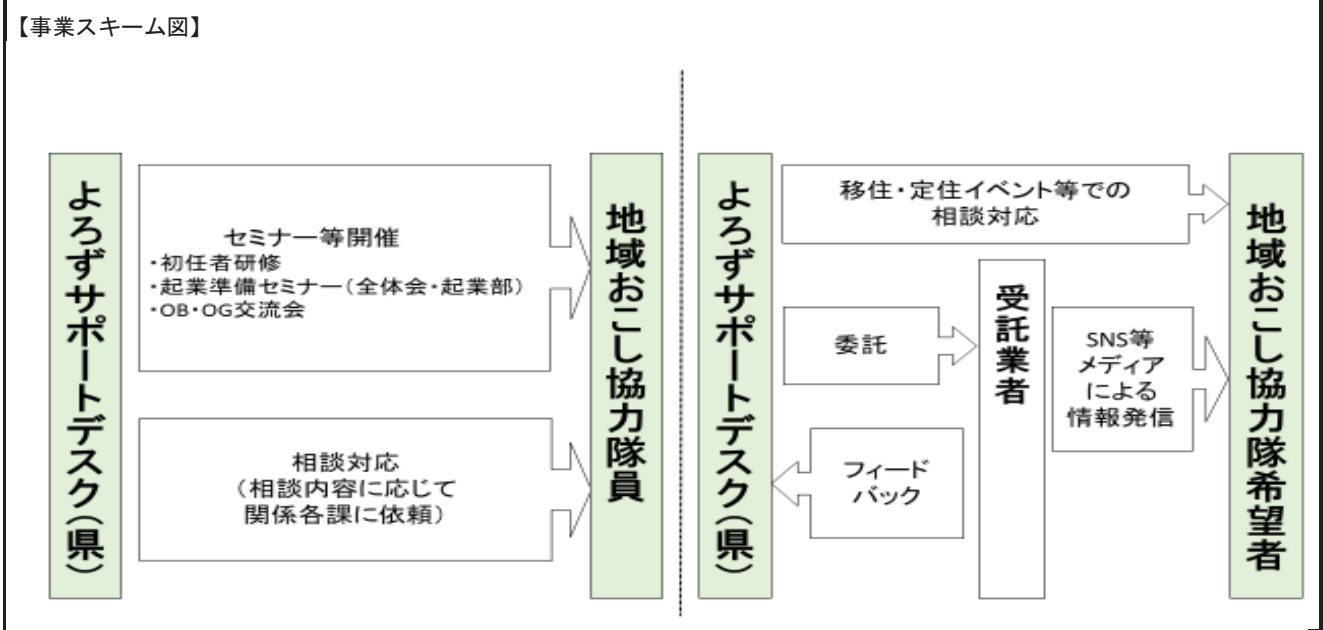 【事業スキーム図】
よろずサポートデスク(県)
セミナー等開催
・初任者研修
・起業準備セミナー(全体会・起業部)
・OB・OG交流会
相談対応
(相談内容に応じて
関係各課に依頼)
地域おこし協力隊員
よろずサポートデスク(県)
移住・定住イベント等での
相談対応
委託
フィード
バック
受託業者
SNS等
メディア
による
情報発信
地域おこし協力隊希望者